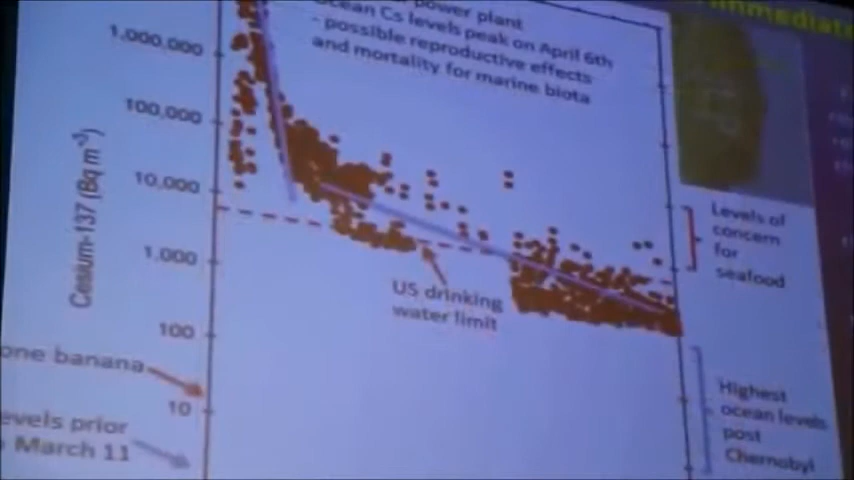 power plant
Ocean Cs levels peak on April 6th
- possible reproductive effects
and mortality for marine biota
immediate
1,000,000
100,000
10,000
1,000
100
10
Cesium-137 (Bq m-3)
US drinking
water limit
one banana
levels prior
March 11
Levels of
concern
for
seafood
Highest
ocean levels
post
Chernobyl